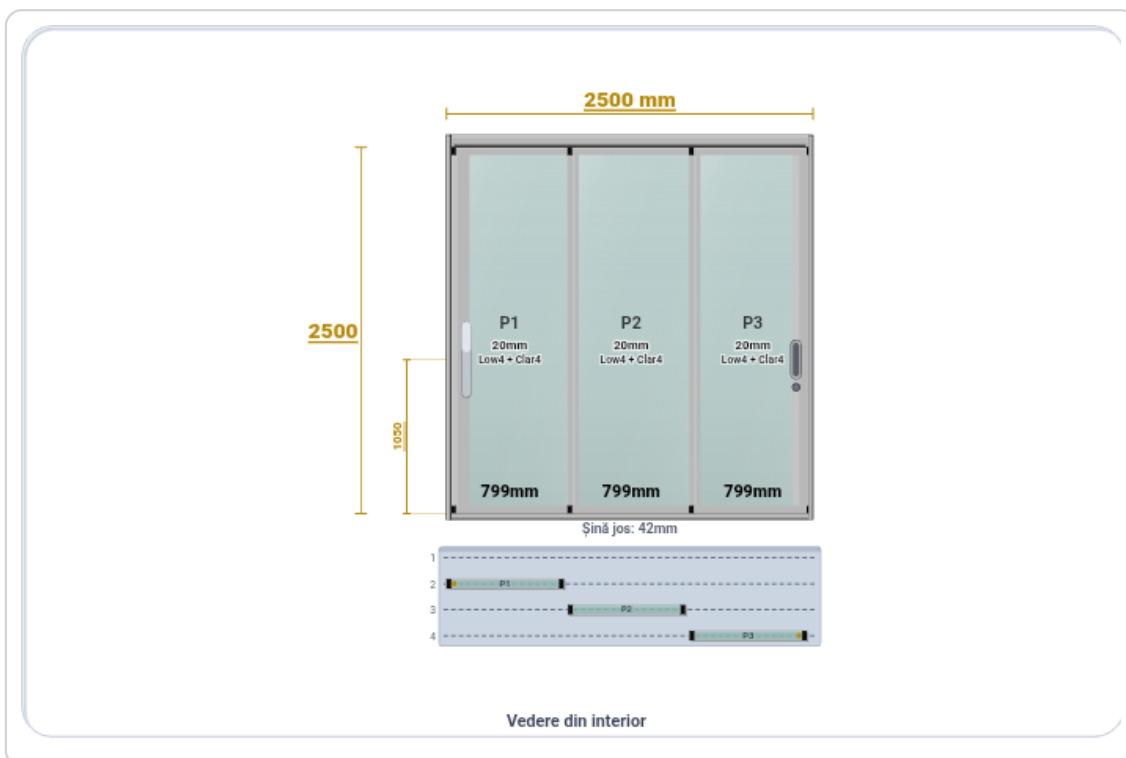 2500 mm
2500
1050
P1
20mm
Low4 + Clar4
799mm
P2
20mm
Low4 + Clar4
799mm
P3
20mm
Low4 + Clar4
799mm
Șină jos: 42mm
1
2
P1
3
P2
4
P3
Vedere din interior